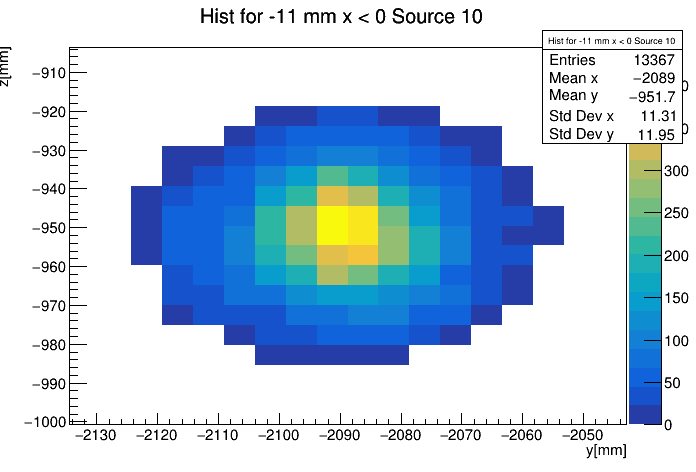 Hist for -11 mm x < 0 Source 10
z[mm]
Hist for -11 mm x < 0 Source 10
Entries 13367
Mean x −2089
Mean y −951.7
Std Dev x 11.31
Std Dev y 11.95
−910
−920
−930
−940
−950
−960
−970
−980
−990
−1000
−2130 −2120 −2110 −2100 −2090 −2080 −2070 −2060 −2050
y[mm]
300
250
200
150
100
50
0